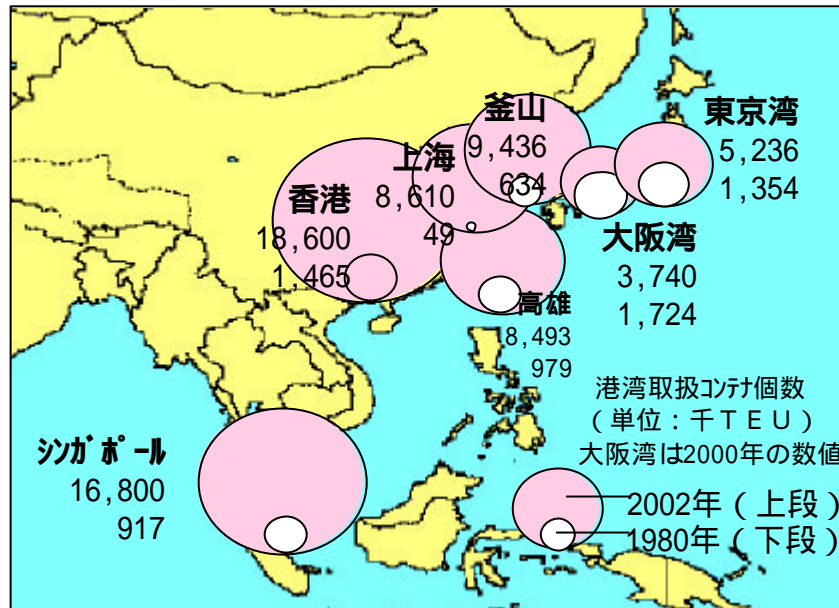 釜山
9,436
634
東京湾
5,236
1,354
上海
8,610
49
香港
18,600
1,465
大阪湾
3,740
1,724
高雄
8,493
979
港湾取扱ｺﾝﾃﾅ個数
（単位：千ＴＥＵ）
大阪湾は2000年の数値
ｼﾝｶﾞﾎﾟｰﾙ
16,800
917
2002年（上段）
1980年（下段）